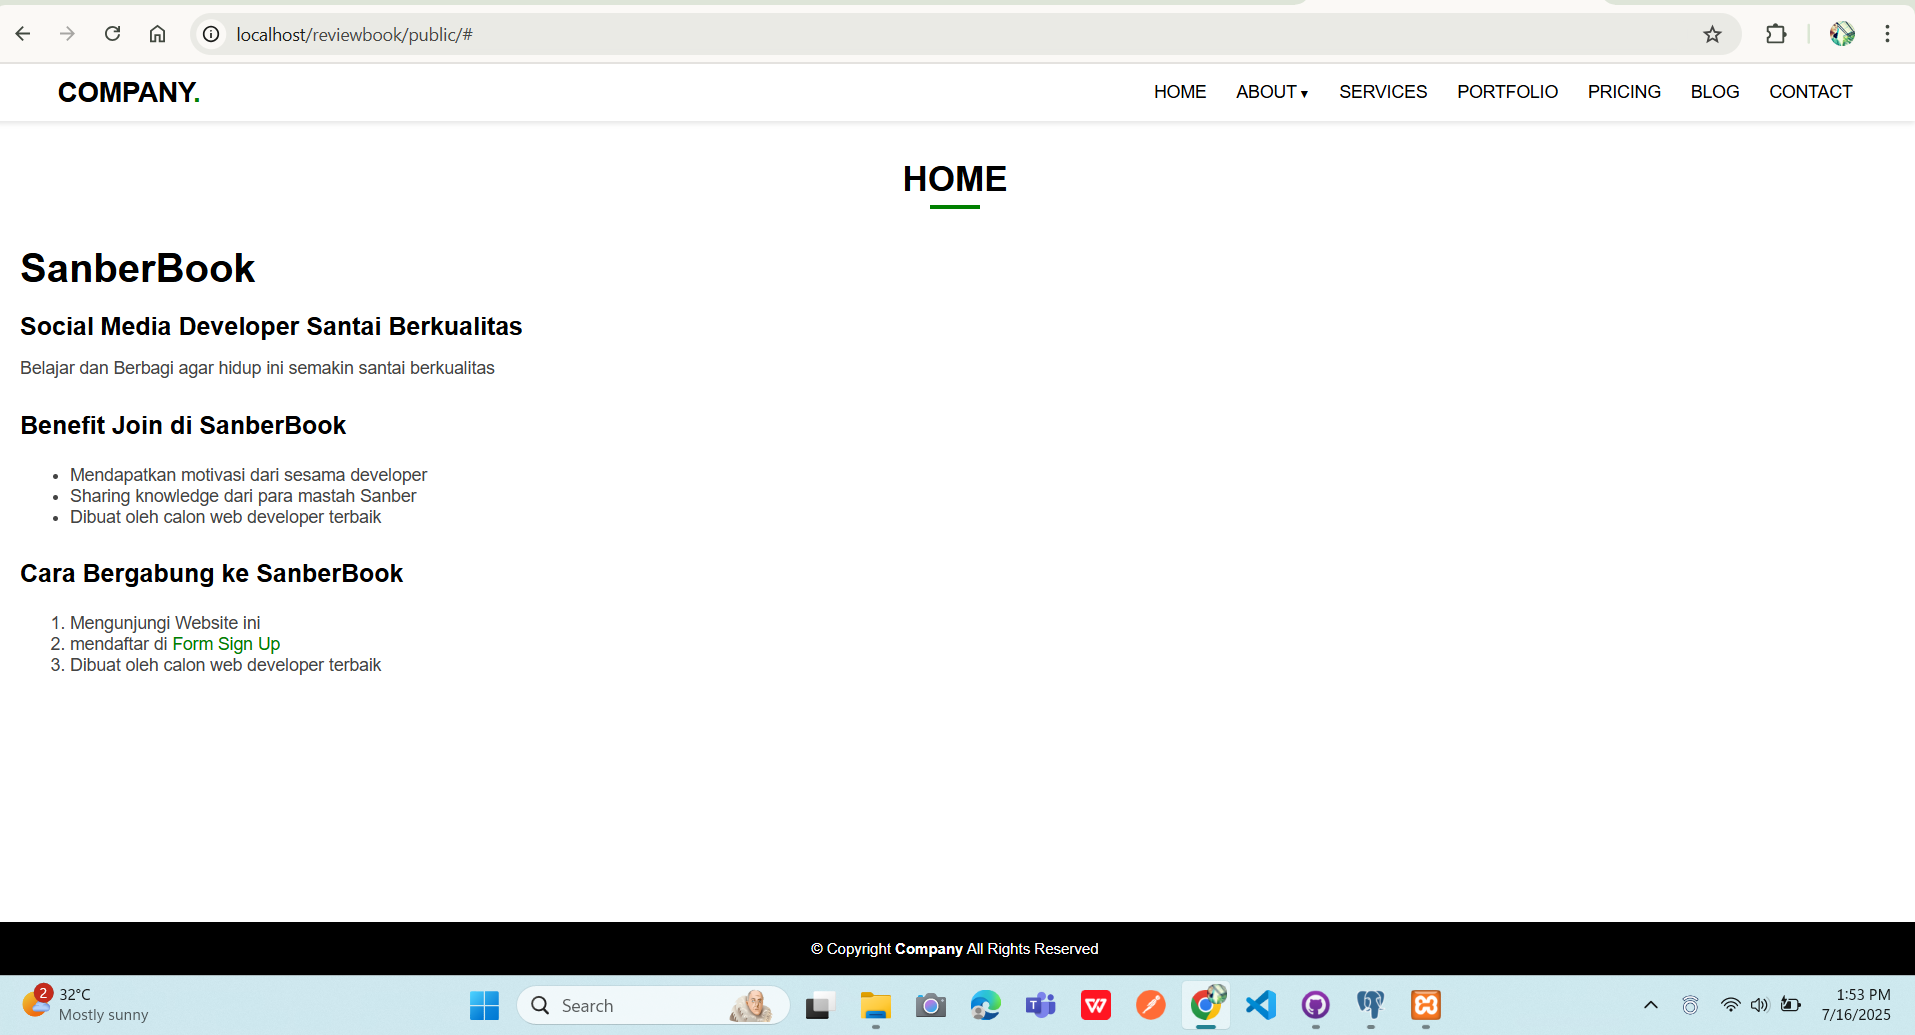 localhost/reviewbook/public/#
COMPANY.
HOME ABOUT ▾ SERVICES PORTFOLIO PRICING BLOG CONTACT
HOME
SanberBook
Social Media Developer Santai Berkualitas
Belajar dan Berbagi agar hidup ini semakin santai berkualitas
Benefit Join di SanberBook
• Mendapatkan motivasi dari sesama developer
• Sharing knowledge dari para mastah Sanber
• Dibuat oleh calon web developer terbaik
Cara Bergabung ke SanberBook
1. Mengunjungi Website ini
2. mendaftar di Form Sign Up
3. Dibuat oleh calon web developer terbaik
© Copyright Company All Rights Reserved
2
32°C
Mostly sunny
Search
1:53 PM
7/16/2025